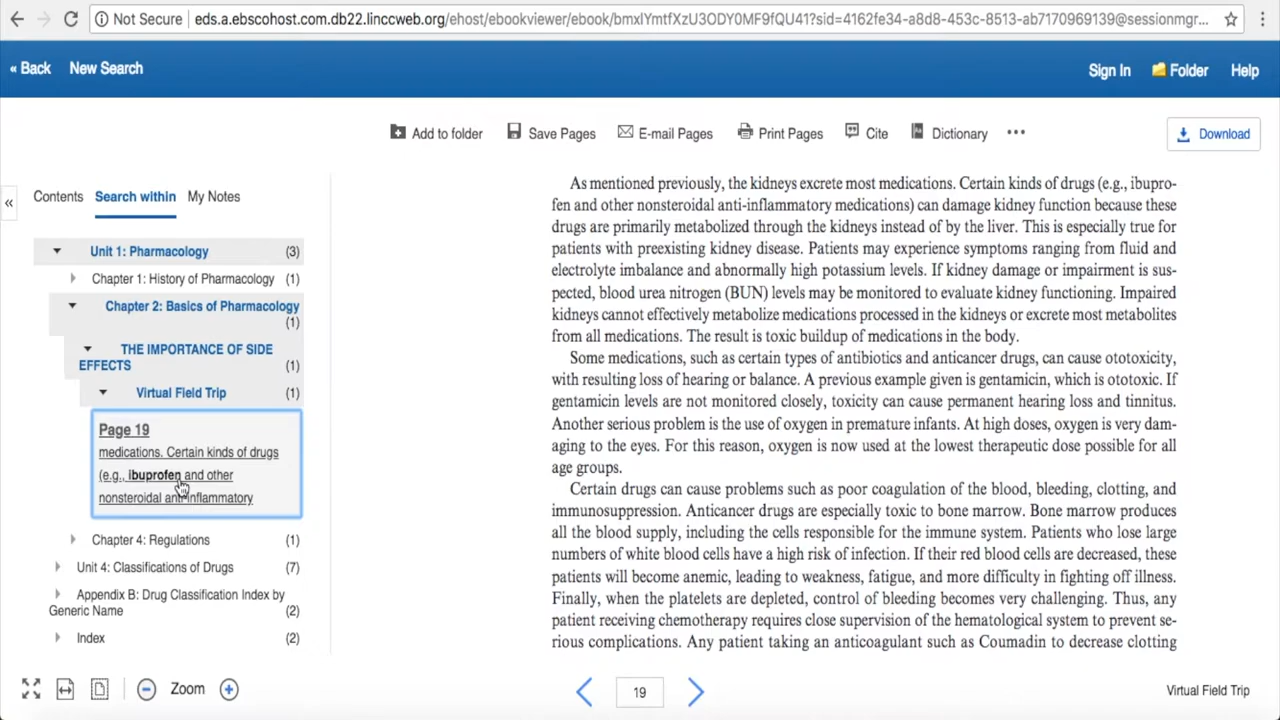 Not Secure eds.a.ebscohost.com.db22.linccweb.org/ehost/ebookviewer/ebook/bmxlYmtfXzU3ODY0MF9fQU41?sid=4162fe34-a8d8-453c-8513-ab7170969139@sessionmgr...
« Back New Search Sign In Folder Help
Add to folder Save Pages E-mail Pages Print Pages Cite Dictionary ••• Download
« Contents Search within My Notes
Unit 1: Pharmacology (3)
Chapter 1: History of Pharmacology (1)
Chapter 2: Basics of Pharmacology
(1)
THE IMPORTANCE OF SIDE
EFFECTS (1)
Virtual Field Trip (1)
Page 19
medications. Certain kinds of drugs
(e.g., ibuprofen and other
nonsteroidal anti-inflammatory
Chapter 4: Regulations (1)
Unit 4: Classifications of Drugs (7)
Appendix B: Drug Classification Index by
Generic Name (2)
Index (2)
As mentioned previously, the kidneys excrete most medications. Certain kinds of drugs (e.g., ibupro-
fen and other nonsteroidal anti-inflammatory medications) can damage kidney function because these
drugs are primarily metabolized through the kidneys instead of by the liver. This is especially true for
patients with preexisting kidney disease. Patients may experience symptoms ranging from fluid and
electrolyte imbalance and abnormally high potassium levels. If kidney damage or impairment is sus-
pected, blood urea nitrogen (BUN) levels may be monitored to evaluate kidney functioning. Impaired
kidneys cannot effectively metabolize medications processed in the kidneys or excrete most metabolites
from all medications. The result is toxic buildup of medications in the body.
Some medications, such as certain types of antibiotics and anticancer drugs, can cause ototoxicity,
with resulting loss of hearing or balance. A previous example given is gentamicin, which is ototoxic. If
gentamicin levels are not monitored closely, toxicity can cause permanent hearing loss and tinnitus.
Another serious problem is the use of oxygen in premature infants. At high doses, oxygen is very dam-
aging to the eyes. For this reason, oxygen is now used at the lowest therapeutic dose possible for all
age groups.
Certain drugs can cause problems such as poor coagulation of the blood, bleeding, clotting, and
immunosuppression. Anticancer drugs are especially toxic to bone marrow. Bone marrow produces
all the blood supply, including the cells responsible for the immune system. Patients who lose large
numbers of white blood cells have a high risk of infection. If their red blood cells are decreased, these
patients will become anemic, leading to weakness, fatigue, and more difficulty in fighting off illness.
Finally, when the platelets are depleted, control of bleeding becomes very challenging. Thus, any
patient receiving chemotherapy requires close supervision of the hematological system to prevent se-
rious complications. Any patient taking an anticoagulant such as Coumadin to decrease clotting
Zoom 19 Virtual Field Trip